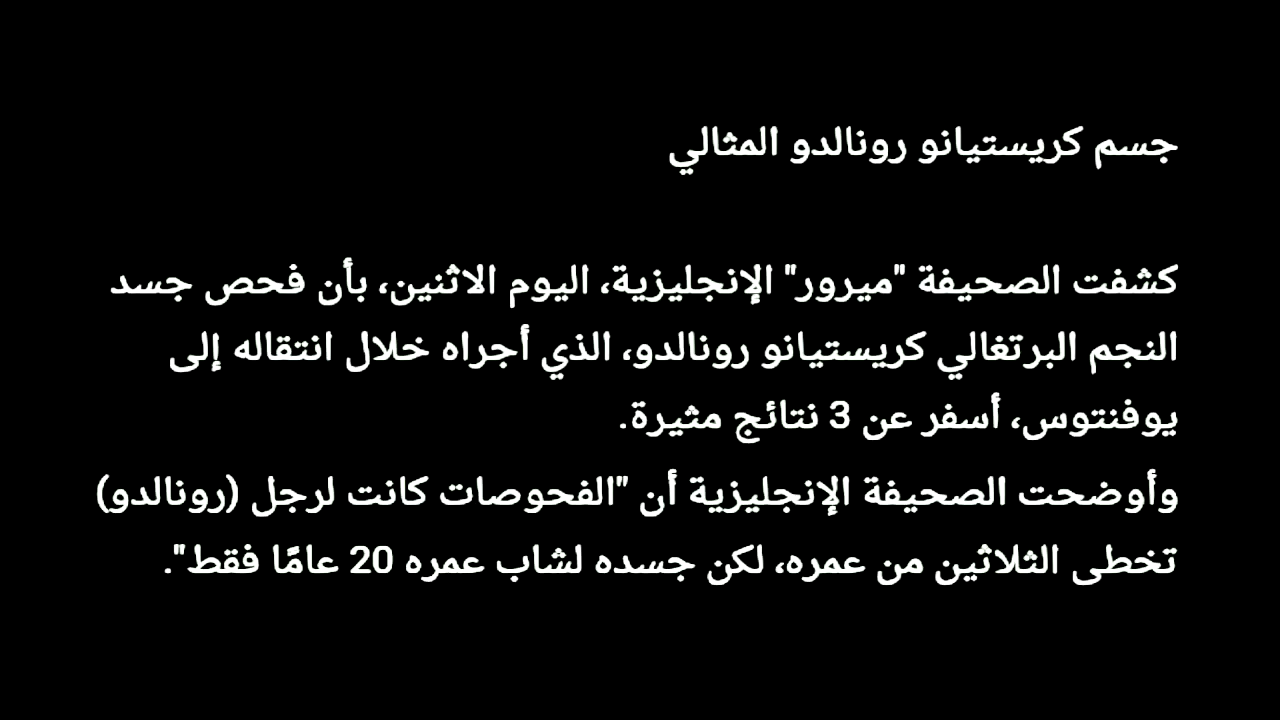 جسم كريستيانو رونالدو المثالي
كشفت الصحيفة "ميرور" الإنجليزية، اليوم الاثنين، بأن فحص جسد
النجم البرتغالي كريستيانو رونالدو، الذي أجراه خلال انتقاله إلى
يوفنتوس، أسفر عن 3 نتائج مثيرة.
وأوضحت الصحيفة الإنجليزية أن "الفحوصات كانت لرجل (رونالدو)
تخطى الثلاثين من عمره، لكن جسده لشاب عمره 20 عامًا فقط".